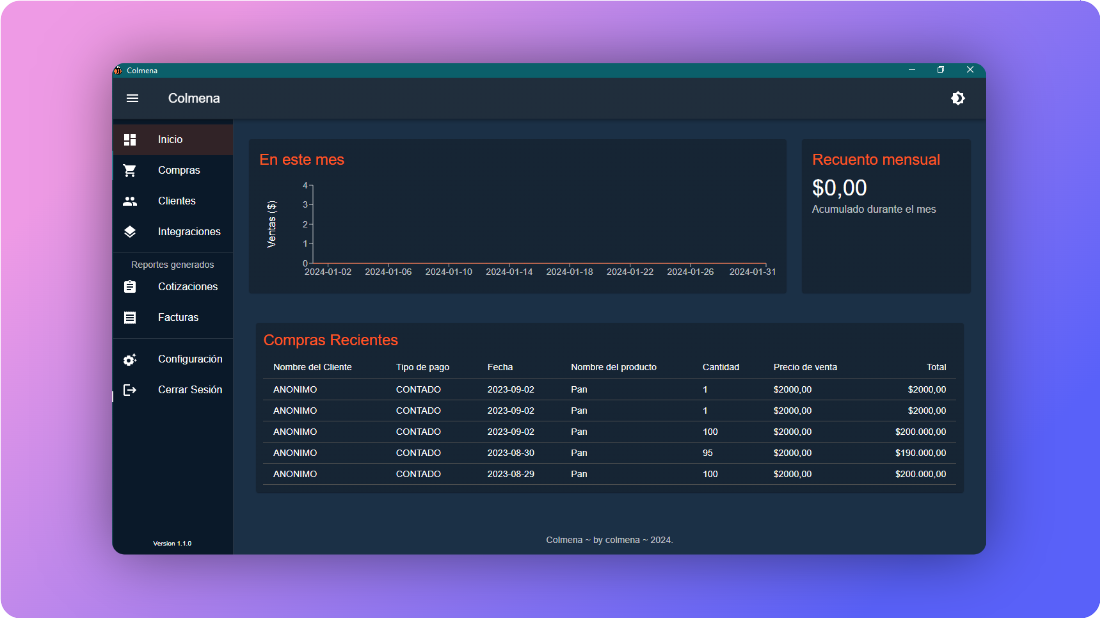 Colmena
Colmena
Inicio
Compras
Clientes
Integraciones
Reportes generados
Cotizaciones
Facturas
Configuración
Cerrar Sesión
Version 1.1.0
En este mes
Ventas ($)
4
3
2
1
0
2024-01-02 2024-01-06 2024-01-10 2024-01-14 2024-01-18 2024-01-22 2024-01-26 2024-01-31
Recuento mensual
$0,00
Acumulado durante el mes
Compras Recientes
Nombre del Cliente Tipo de pago Fecha Nombre del producto Cantidad Precio de venta Total
ANONIMO CONTADO 2023-09-02 Pan 1 $2000,00 $2000,00
ANONIMO CONTADO 2023-09-02 Pan 1 $2000,00 $2000,00
ANONIMO CONTADO 2023-09-02 Pan 100 $2000,00 $200.000,00
ANONIMO CONTADO 2023-08-30 Pan 95 $2000,00 $190.000,00
ANONIMO CONTADO 2023-08-29 Pan 100 $2000,00 $200.000,00
Colmena ~ by colmena ~ 2024.